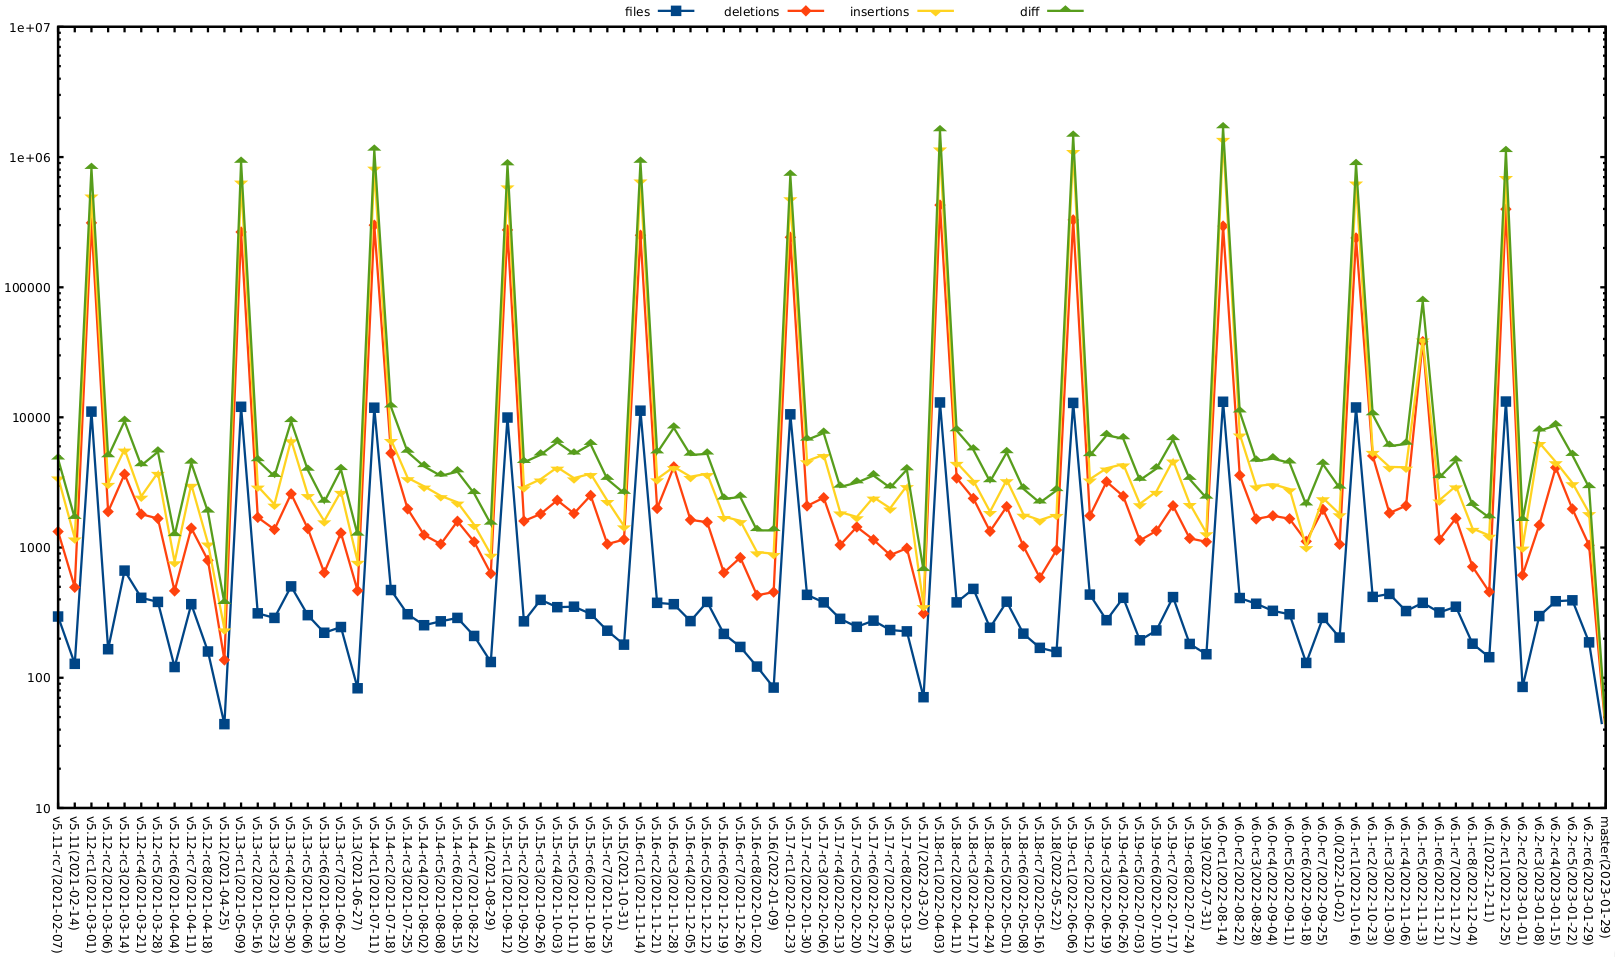 files
deletions
insertions
diff
1e+07
1e+06
100000
10000
1000
100
10
v5.11-rc7(2021-02-07)
v5.11(2021-02-14)
v5.12-rc1(2021-03-01)
v5.12-rc2(2021-03-06)
v5.12-rc3(2021-03-14)
v5.12-rc4(2021-03-21)
v5.12-rc5(2021-03-28)
v5.12-rc6(2021-04-04)
v5.12-rc7(2021-04-11)
v5.12-rc8(2021-04-18)
v5.12(2021-04-25)
v5.13-rc1(2021-05-09)
v5.13-rc2(2021-05-16)
v5.13-rc3(2021-05-23)
v5.13-rc4(2021-05-30)
v5.13-rc5(2021-06-06)
v5.13-rc6(2021-06-13)
v5.13-rc7(2021-06-20)
v5.13(2021-06-27)
v5.14-rc1(2021-07-11)
v5.14-rc2(2021-07-18)
v5.14-rc3(2021-07-25)
v5.14-rc4(2021-08-02)
v5.14-rc5(2021-08-08)
v5.14-rc6(2021-08-15)
v5.14-rc7(2021-08-22)
v5.14(2021-08-29)
v5.15-rc1(2021-09-12)
v5.15-rc2(2021-09-20)
v5.15-rc3(2021-09-26)
v5.15-rc4(2021-10-03)
v5.15-rc5(2021-10-11)
v5.15-rc6(2021-10-18)
v5.15-rc7(2021-10-25)
v5.15(2021-10-31)
v5.16-rc1(2021-11-14)
v5.16-rc2(2021-11-21)
v5.16-rc3(2021-11-28)
v5.16-rc4(2021-12-05)
v5.16-rc5(2021-12-12)
v5.16-rc6(2021-12-19)
v5.16-rc7(2021-12-26)
v5.16-rc8(2022-01-02)
v5.16(2022-01-09)
v5.17-rc1(2022-01-23)
v5.17-rc2(2022-01-30)
v5.17-rc3(2022-02-06)
v5.17-rc4(2022-02-13)
v5.17-rc5(2022-02-20)
v5.17-rc6(2022-02-27)
v5.17-rc7(2022-03-06)
v5.17-rc8(2022-03-13)
v5.17(2022-03-20)
v5.18-rc1(2022-04-03)
v5.18-rc2(2022-04-11)
v5.18-rc3(2022-04-17)
v5.18-rc4(2022-04-24)
v5.18-rc5(2022-05-01)
v5.18-rc6(2022-05-08)
v5.18-rc7(2022-05-16)
v5.18(2022-05-22)
v5.19-rc1(2022-06-06)
v5.19-rc2(2022-06-12)
v5.19-rc3(2022-06-19)
v5.19-rc4(2022-06-26)
v5.19-rc5(2022-07-03)
v5.19-rc6(2022-07-10)
v5.19-rc7(2022-07-17)
v5.19-rc8(2022-07-24)
v5.19(2022-07-31)
v6.0-rc1(2022-08-14)
v6.0-rc2(2022-08-22)
v6.0-rc3(2022-08-28)
v6.0-rc4(2022-09-04)
v6.0-rc5(2022-09-11)
v6.0-rc6(2022-09-18)
v6.0-rc7(2022-09-25)
v6.0(2022-10-02)
v6.1-rc1(2022-10-16)
v6.1-rc2(2022-10-23)
v6.1-rc3(2022-10-30)
v6.1-rc4(2022-11-06)
v6.1-rc5(2022-11-13)
v6.1-rc6(2022-11-21)
v6.1-rc7(2022-11-27)
v6.1-rc8(2022-12-04)
v6.1(2022-12-11)
v6.2-rc1(2022-12-25)
v6.2-rc2(2023-01-01)
v6.2-rc3(2023-01-08)
v6.2-rc4(2023-01-15)
v6.2-rc5(2023-01-22)
v6.2-rc6(2023-01-29)
master(2023-01-29)